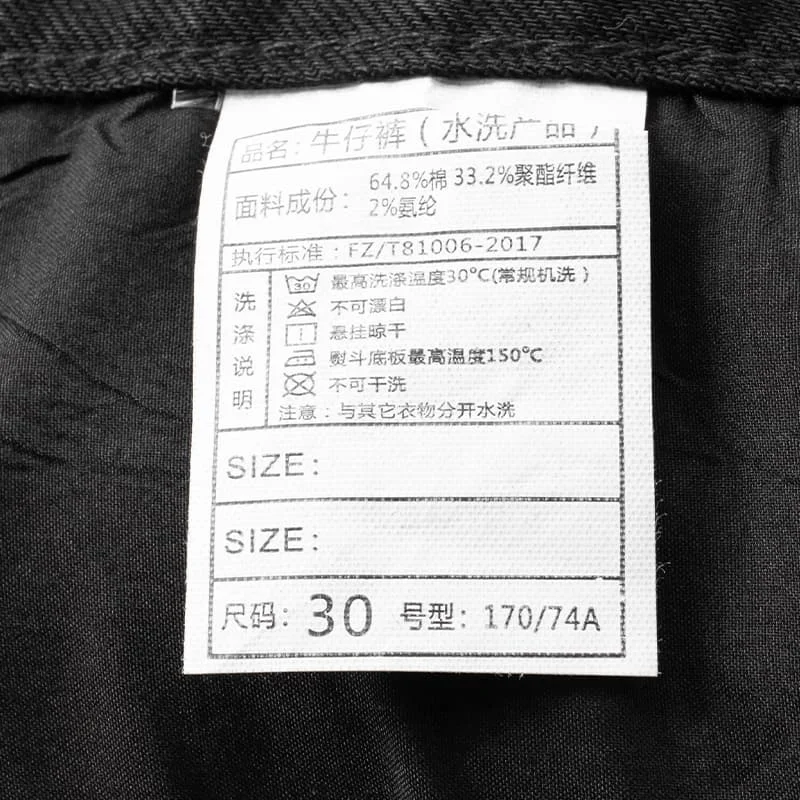 品名：牛仔裤（水洗产品）
面料成份：64.8%棉 33.2%聚酯纤维
2%氨纶
执行标准：FZ/T81006-2017
洗涤说明
30 最高洗涤温度30℃(常规机洗）
不可漂白
悬挂晾干
熨斗底板最高温度150℃
不可干洗
注意：与其它衣物分开水洗
SIZE：
SIZE：
尺码：30 号型：170/74A